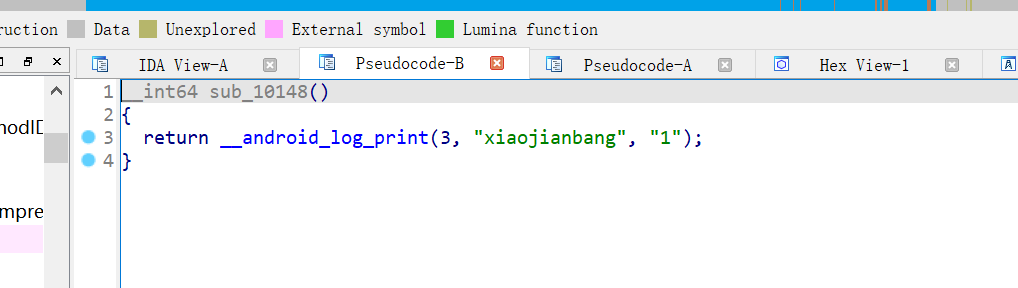 ruction Data Unexplored External symbol Lumina function
IDA View-A Pseudocode-B Pseudocode-A Hex View-1
1 __int64 sub_10148()
2 {
3 return __android_log_print(3, "xiaojianbang", "1");
4 }
nodID
mpre